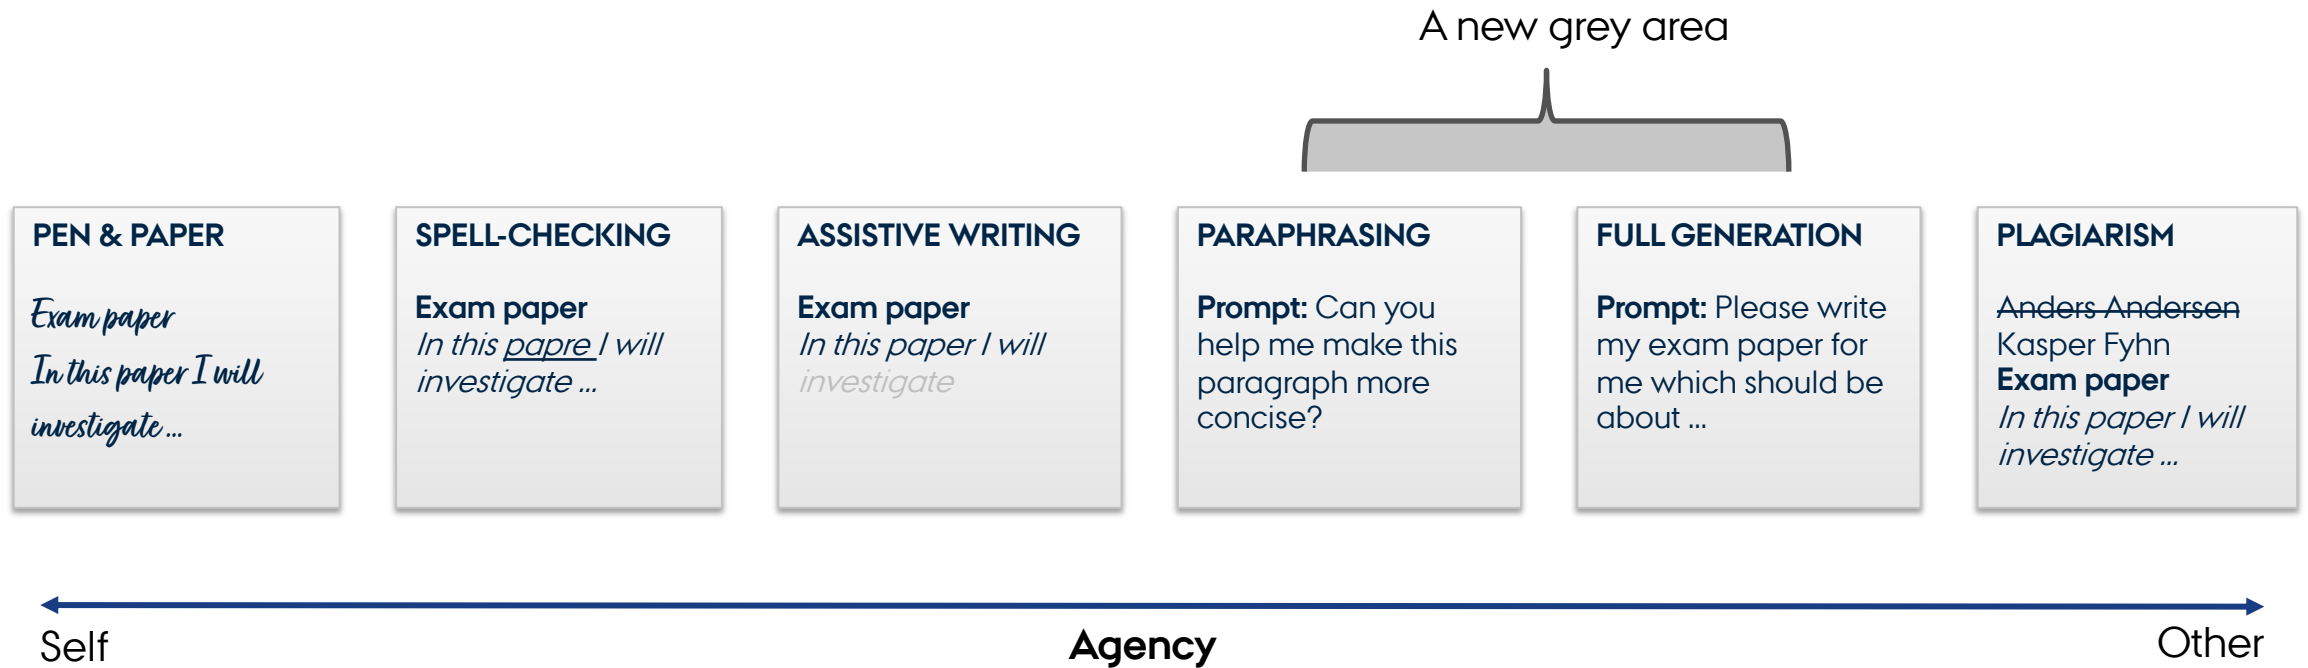 A new grey area
PEN & PAPER
Exam paper
In this paper I will
investigate ...
SPELL-CHECKING
Exam paper
In this papre I will
investigate ...
ASSISTIVE WRITING
Exam paper
In this paper I will
investigate
PARAPHRASING
Prompt: Can you
help me make this
paragraph more
concise?
FULL GENERATION
Prompt: Please write
my exam paper for
me which should be
about ...
PLAGIARISM
Anders Andersen
Kasper Fyhn
Exam paper
In this paper I will
investigate ...
Self
Agency
Other